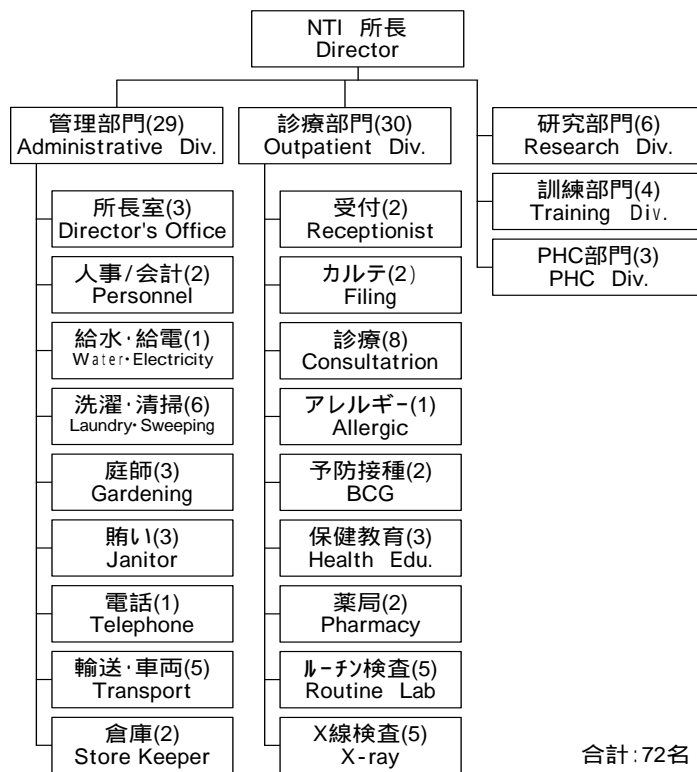 NTI 所長
Director
管理部門(29)
Administrative Div.
所長室(3)
Director's Office
人事/会計(2)
Personnel
給水･給電(1)
Water･Electricity
洗濯･清掃(6)
Laundry･Sweeping
庭師(3)
Gardening
賄い(3)
Janitor
電話(1)
Telephone
輸送･車両(5)
Transport
倉庫(2)
Store Keeper
診療部門(30)
Outpatient Div.
受付(2)
Receptionist
カルテ(2)
Filing
診療(8)
Consultatrion
アレルギｰ(1)
Allergic
予防接種(2)
BCG
保健教育(3)
Health Edu.
薬局(2)
Pharmacy
ﾙｰﾁﾝ検査(5)
Routine Lab
X線検査(5)
X-ray
研究部門(6)
Research Div.
訓練部門(4)
Training Div.
PHC部門(3)
PHC Div.
合計:72名